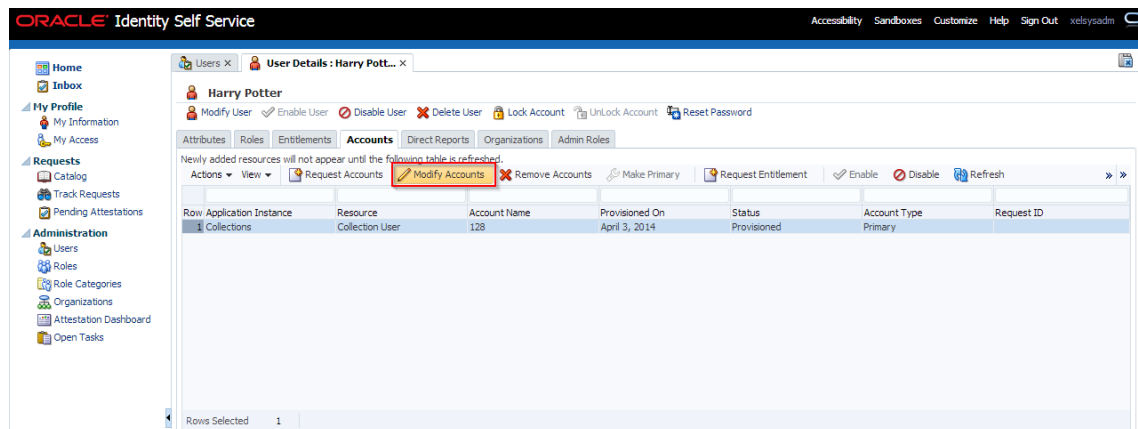 ORACLE Identity Self Service
Accessibility Sandboxes Customize Help Sign Out xelsysadm
Home
Inbox
My Profile
My Information
My Access
Requests
Catalog
Track Requests
Pending Attestations
Administration
Users
Roles
Role Categories
Organizations
Attestation Dashboard
Open Tasks
Users × User Details : Harry Pott... ×
Harry Potter
Modify User Enable User Disable User Delete User Lock Account UnLock Account Reset Password
Attributes Roles Entitlements Accounts Direct Reports Organizations Admin Roles
Newly added resources will not appear until the following table is refreshed.
Actions View Request Accounts Modify Accounts Remove Accounts Make Primary Request Entitlement Enable Disable Refresh » »
Row Application Instance Resource Account Name Provisioned On Status Account Type Request ID
1 Collections Collection User 128 April 3, 2014 Provisioned Primary
Rows Selected 1